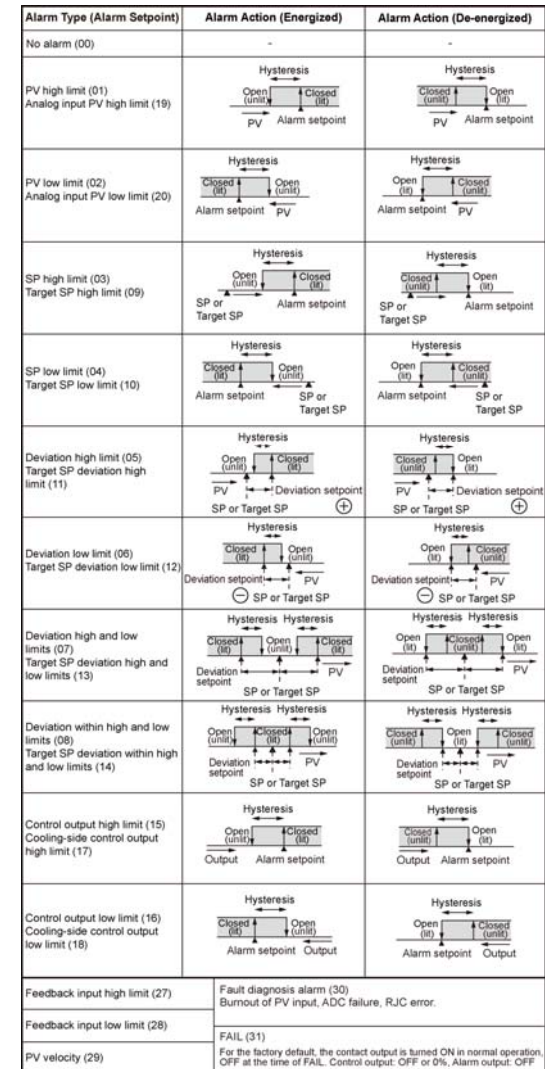 Alarm Type (Alarm Setpoint) Alarm Action (Energized) Alarm Action (De-energized)
No alarm (00) - -
PV high limit (01)
Analog input PV high limit (19)
Hysteresis
Open (unlit) Closed (lit)
PV Alarm setpoint
Hysteresis
Closed (unlit) Open (lit)
PV Alarm setpoint
PV low limit (02)
Analog input PV low limit (20)
Hysteresis
Closed (lit) Open (unlit)
Alarm setpoint PV
Hysteresis
Open (lit) Closed (unlit)
Alarm setpoint PV
SP high limit (03)
Target SP high limit (09)
Hysteresis
Open (unlit) Closed (lit)
SP or Alarm setpoint
Target SP
Hysteresis
Closed (unlit) Open (lit)
SP or Alarm setpoint
Target SP
SP low limit (04)
Target SP low limit (10)
Hysteresis
Closed (lit) Open (unlit)
Alarm setpoint SP or
Target SP
Hysteresis
Open (lit) Closed (unlit)
Alarm setpoint SP or
Target SP
Deviation high limit (05)
Target SP deviation high
limit (11)
Hysteresis
Open (unlit) Closed (lit)
PV Deviation setpoint
SP or Target SP +
Hysteresis
Closed (unlit) Open (lit)
PV Deviation setpoint
SP or Target SP +
Deviation low limit (06)
Target SP deviation low limit (12)
Hysteresis
Closed (lit) Open (unlit)
Deviation setpoint PV
- SP or Target SP
Hysteresis
Open (lit) Closed (unlit)
Deviation setpoint PV
- SP or Target SP
Deviation high and low
limits (07)
Target SP deviation high and
low limits (13)
Hysteresis Hysteresis
Closed (lit) Open (unlit) Closed (lit)
Deviation PV
setpoint
SP or Target SP
Hysteresis Hysteresis
Open (lit) Closed (unlit) Open (lit)
Deviation PV
setpoint
SP or Target SP
Deviation within high and low
limits (08)
Target SP deviation within high
and low limits (14)
Hysteresis Hysteresis
Open (unlit) Closed (lit) Open (unlit)
Deviation PV
setpoint
SP or Target SP
Hysteresis Hysteresis
Closed (unlit) Open (lit) Closed (unlit)
Deviation PV
setpoint
SP or Target SP
Control output high limit (15)
Cooling-side control output
high limit (17)
Hysteresis
Open (unlit) Closed (lit)
Output Alarm setpoint
Hysteresis
Closed (unlit) Open (lit)
Output Alarm setpoint
Control output low limit (16)
Cooling-side control output
low limit (18)
Hysteresis
Closed (lit) Open (unlit)
Alarm setpoint Output
Hysteresis
Open (lit) Closed (unlit)
Alarm setpoint Output
Feedback input high limit (27)
Feedback input low limit (28)
PV velocity (29)
Fault diagnosis alarm (30)
Burnout of PV input, ADC failure, RJC error.
FAIL (31)
For the factory default, the contact output is turned ON in normal operation,
OFF at the time of FAIL. Control output: OFF or 0%, Alarm output: OFF